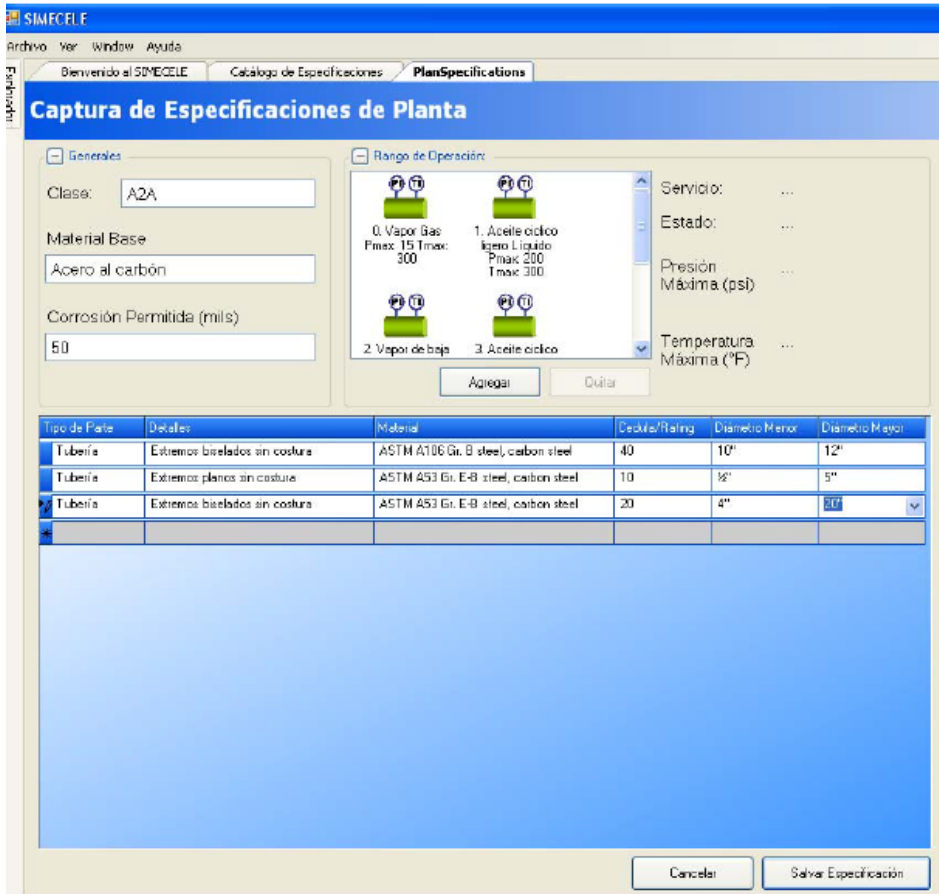 SIMECELE
Archivo Ver Window Ayuda
Explorador
Bienvenido al SIMECELE Catálogo de Especificaciones PlanSpecifications
Captura de Especificaciones de Planta
Generales
Clase: A2A
Material Base
Acero al carbón
Corrosión Permitida (mils)
50
Rango de Operación:
0. Vapor Gas
Pmax: 15 Tmax:
300
1. Aceite ciclico
ligero Liquido
Pmax: 200
Tmax: 300
2. Vapor de baja
3. Aceite ciclico
Agregar Quitar
Servicio: ...
Estado: ...
Presión
Máxima (psi) ...
Temperatura
Máxima (°F) ...
Tipo de Parte Detalles Material Cedula/Rating Diámetro Menor Diámetro Mayor
Tubería Extremos biselados sin costura ASTM A106 Gr. B steel, carbon steel 40 10" 12"
Tubería Extremos planos sin costura ASTM A53 Gr. E-B steel, carbon steel 10 ½" 5"
Tubería Extremos biselados sin costura ASTM A53 Gr. E-B steel, carbon steel 20 4" 20"
Cancelar Salvar Especificación